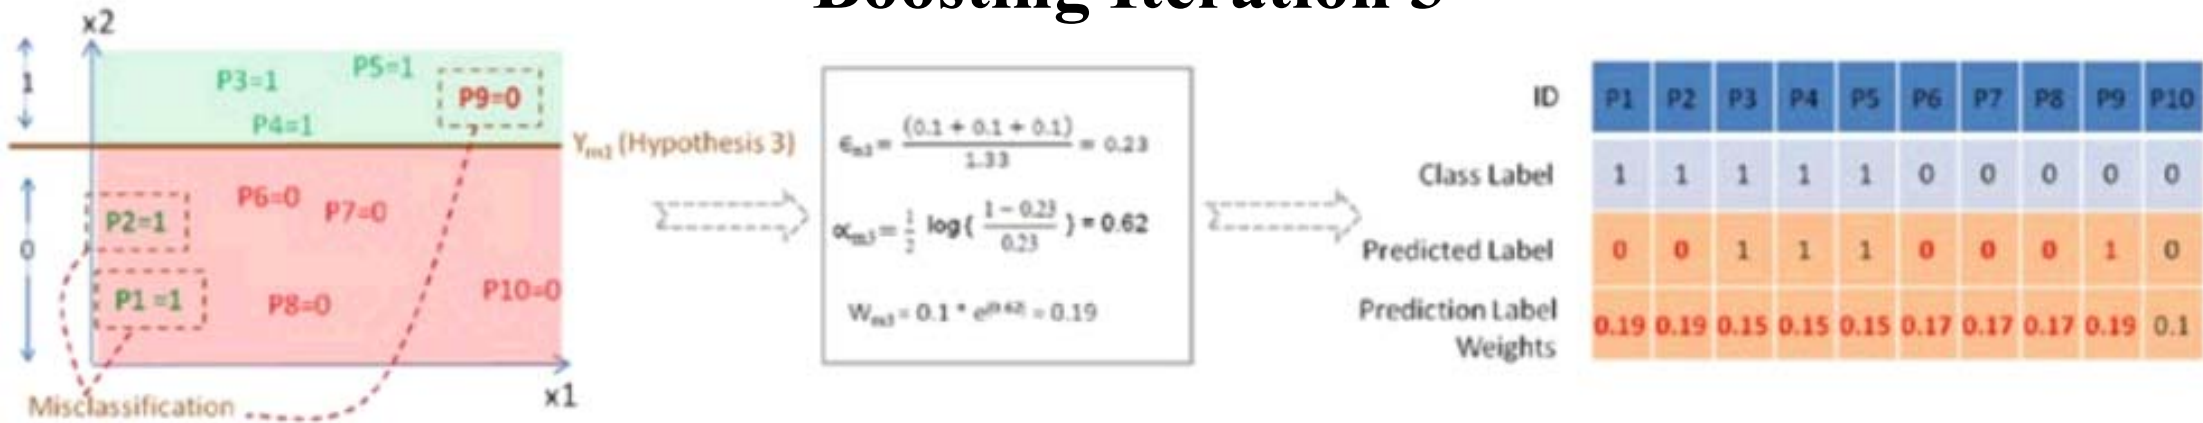 Boosting Iteration 3
x2
1
P3=1
P5=1
P9=0
P4=1
Ym3 (Hypothesis 3)
P6=0
P7=0
P2=1
0
P1 =1
P8=0
P10=0
x1
Misclassification
ϵm3 = (0.1 + 0.1 + 0.1) / 1.33 = 0.23
∝m3 = 1/2 log{ (1 − 0.23) / 0.23 } = 0.62
Wm3 = 0.1 * e(0.62) = 0.19
ID P1 P2 P3 P4 P5 P6 P7 P8 P9 P10
Class Label 1 1 1 1 1 0 0 0 0 0
Predicted Label 0 0 1 1 1 0 0 0 1 0
Prediction Label
Weights 0.19 0.19 0.15 0.15 0.15 0.17 0.17 0.17 0.19 0.1